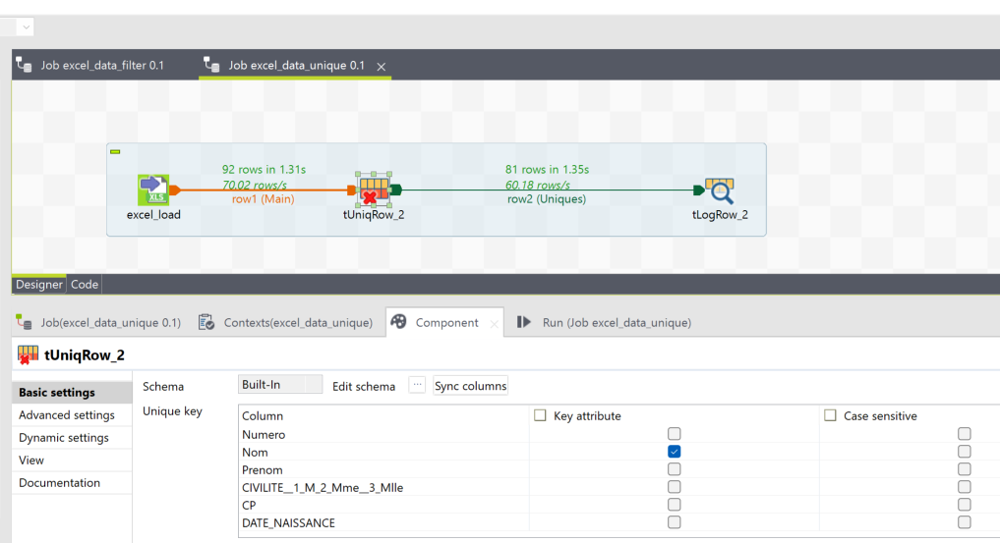 Job excel_data_filter 0.1
Job excel_data_unique 0.1
92 rows in 1.31s
70.02 rows/s
row1 (Main)
81 rows in 1.35s
60.18 rows/s
row2 (Uniques)
XLS
excel_load
tUniqRow_2
tLogRow_2
Designer Code
Job(excel_data_unique 0.1) Contexts(excel_data_unique) Component Run (Job excel_data_unique)
tUniqRow_2
Basic settings
Advanced settings
Dynamic settings
View
Documentation
Schema Built-In Edit schema ... Sync columns
Unique key
Column Key attribute Case sensitive
Numero
Nom
Prenom
CIVILITE__1_M_2_Mme__3_Mlle
CP
DATE_NAISSANCE